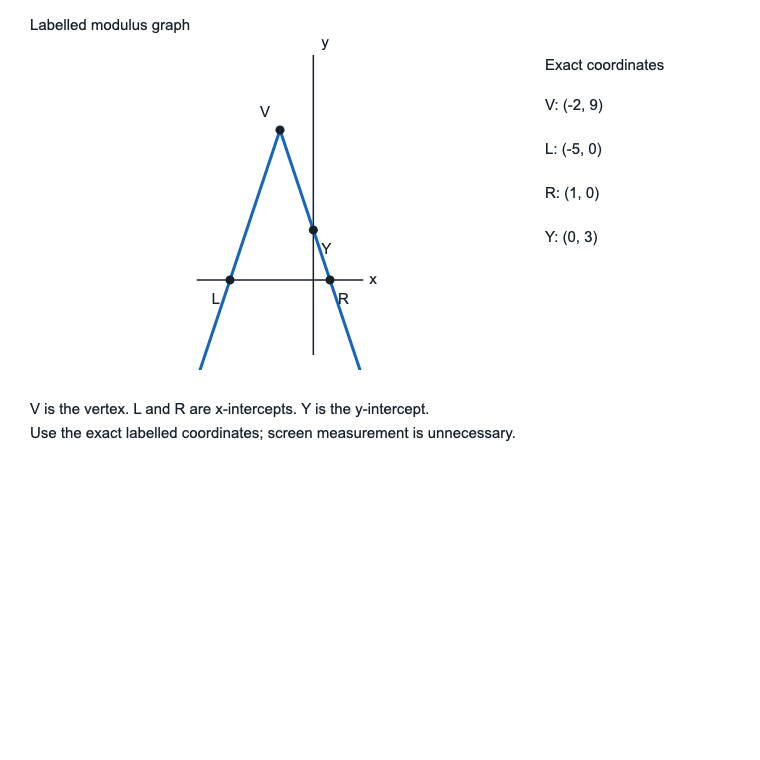 Labelled modulus graph
y
Exact coordinates
V
V: (-2, 9)
L: (-5, 0)
R: (1, 0)
Y: (0, 3)
Y
x
L
R
V is the vertex. L and R are x-intercepts. Y is the y-intercept.
Use the exact labelled coordinates; screen measurement is unnecessary.